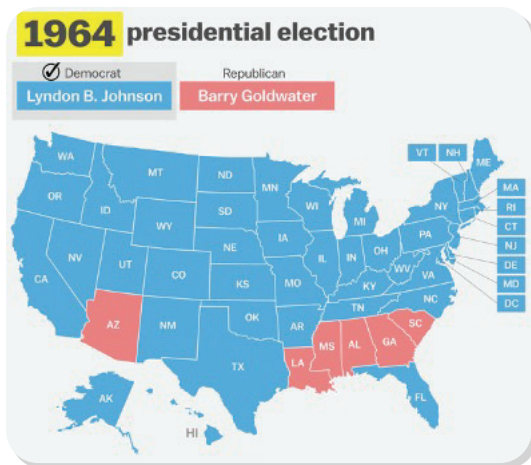 1964 presidential election
Democrat
Republican
Lyndon B. Johnson
Barry Goldwater
WA
MT
ND
MN
VT
NH
ME
OR
ID
SD
WI
MI
NY
MA
RI
WY
CT
NE
IA
PA
NJ
NV
UT
CO
IL
IN
OH
DE
CA
KS
MO
WV
VA
MD
KY
DC
NC
TN
AZ
NM
OK
AR
SC
MS
AL
GA
TX
LA
AK
FL
HI